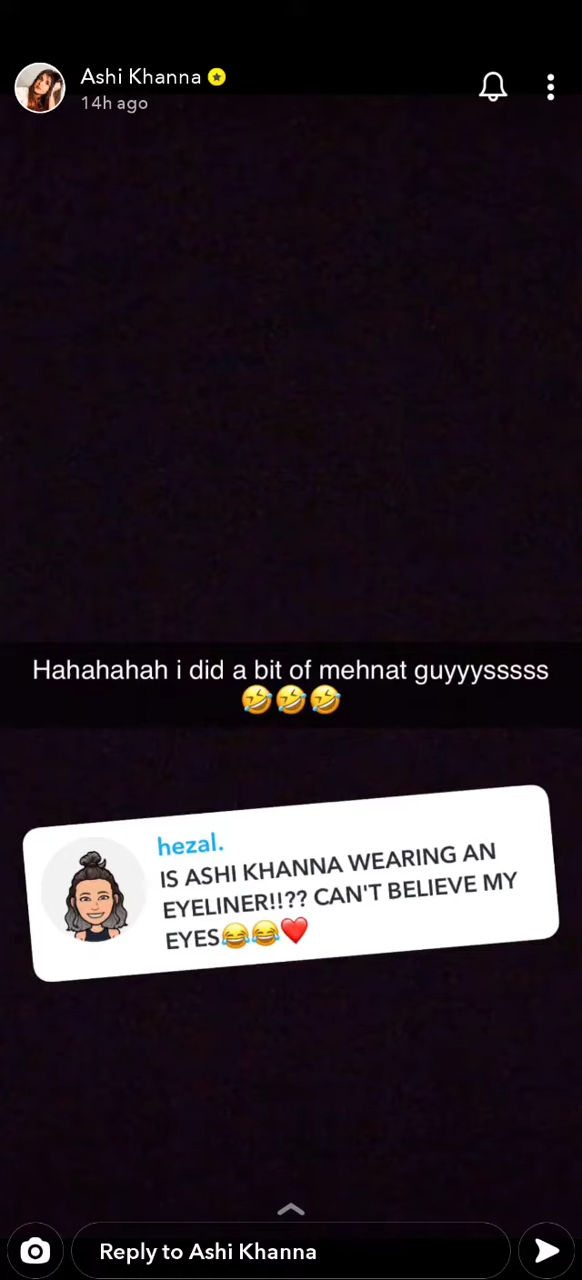 Ashi Khanna
14h ago
Hahahahah i did a bit of mehnat guyyysssss
🤣🤣🤣
hezal.
IS ASHI KHANNA WEARING AN
EYELINER!!?? CAN'T BELIEVE MY
EYES😂😂❤️
Reply to Ashi Khanna